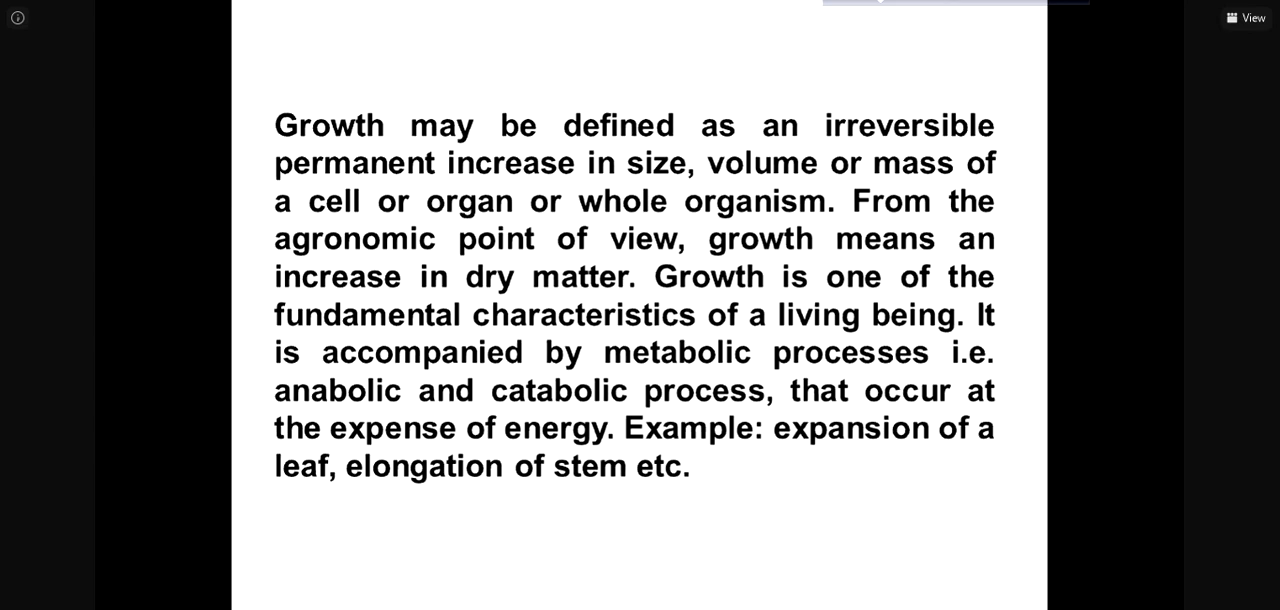 View
Growth may be defined as an irreversible
permanent increase in size, volume or mass of
a cell or organ or whole organism. From the
agronomic point of view, growth means an
increase in dry matter. Growth is one of the
fundamental characteristics of a living being. It
is accompanied by metabolic processes i.e.
anabolic and catabolic process, that occur at
the expense of energy. Example: expansion of a
leaf, elongation of stem etc.